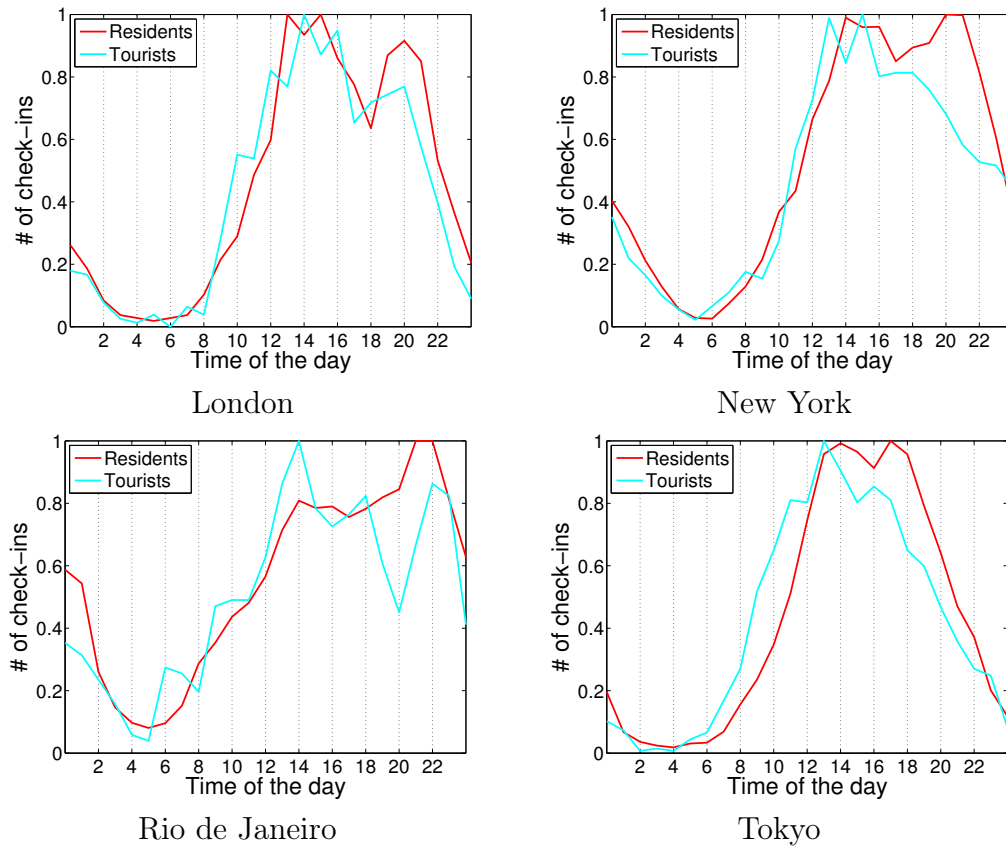 1
0.8
0.6
0.4
0.2
0
# of check-ins
Residents
Tourists
2 4 6 8 10 12 14 16 18 20 22
Time of the day
London
1
0.8
0.6
0.4
0.2
0
# of check-ins
Residents
Tourists
2 4 6 8 10 12 14 16 18 20 22
Time of the day
New York
1
0.8
0.6
0.4
0.2
0
# of check-ins
Residents
Tourists
2 4 6 8 10 12 14 16 18 20 22
Time of the day
Rio de Janeiro
1
0.8
0.6
0.4
0.2
0
# of check-ins
Residents
Tourists
2 4 6 8 10 12 14 16 18 20 22
Time of the day
Tokyo